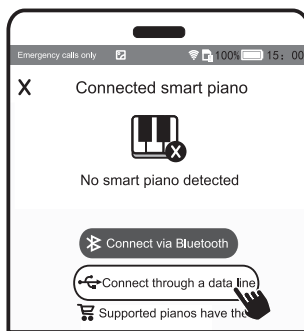 Emergency calls only 100% 15：00
X Connected smart piano
No smart piano detected
Connect via Bluetooth
Connect through a data line
Supported pianos have the